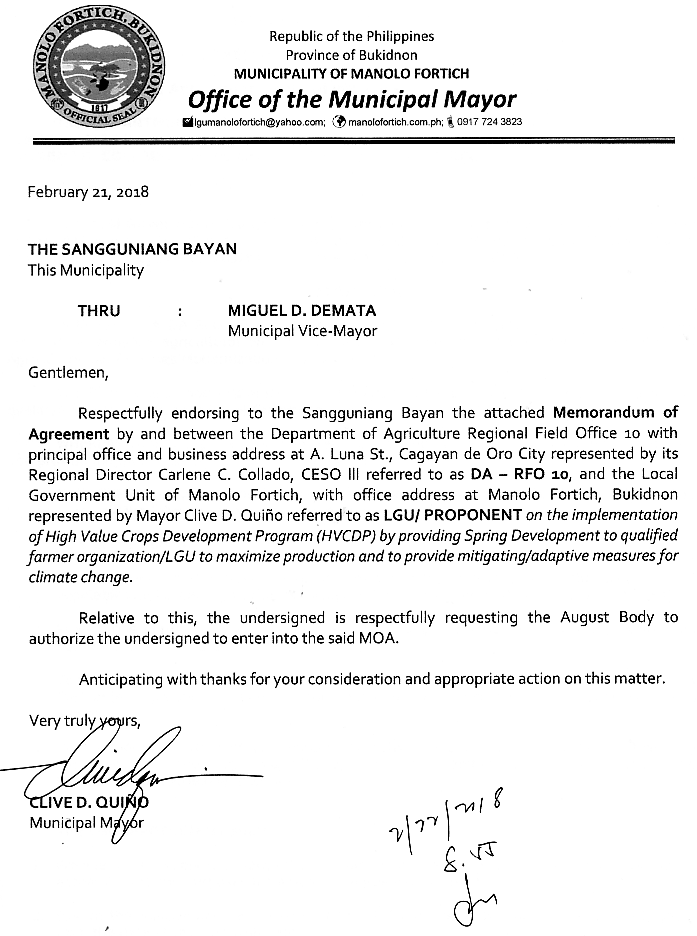 MANOLO FORTICH, BUKIDNON
1917
OFFICIAL SEAL
Republic of the Philippines
Province of Bukidnon
MUNICIPALITY OF MANOLO FORTICH
Office of the Municipal Mayor
lgumanolofortich@yahoo.com; manolofortich.com.ph; 0917 724 3823
February 21, 2018
THE SANGGUNIANG BAYAN
This Municipality
THRU : MIGUEL D. DEMATA
Municipal Vice-Mayor
Gentlemen,
Respectfully endorsing to the Sangguniang Bayan the attached Memorandum of
Agreement by and between the Department of Agriculture Regional Field Office 10 with
principal office and business address at A. Luna St., Cagayan de Oro City represented by its
Regional Director Carlene C. Collado, CESO III referred to as DA – RFO 10, and the Local
Government Unit of Manolo Fortich, with office address at Manolo Fortich, Bukidnon
represented by Mayor Clive D. Quiño referred to as LGU/ PROPONENT on the implementation
of High Value Crops Development Program (HVCDP) by providing Spring Development to qualified
farmer organization/LGU to maximize production and to provide mitigating/adaptive measures for
climate change.
Relative to this, the undersigned is respectfully requesting the August Body to
authorize the undersigned to enter into the said MOA.
Anticipating with thanks for your consideration and appropriate action on this matter.
Very truly yours,
CLIVE D. QUIÑO
Municipal Mayor
2/22/2018